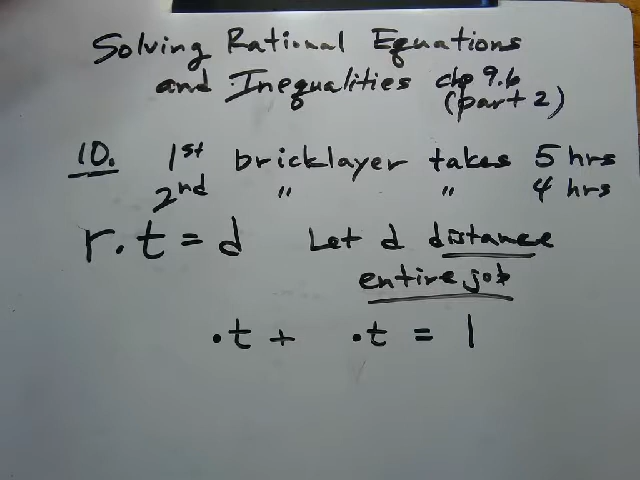 Solving Rational Equations
and Inequalities chp 9.6
(part 2)
10. 1st bricklayer takes 5 hrs
2nd " " 4 hrs
r. t = d Let d distance
entire job
.t + .t = 1